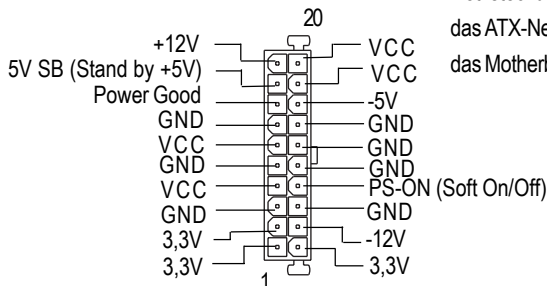 20
das ATX-Ne
das Motherb
+12V
5V SB (Stand by +5V)
Power Good
GND
VCC
GND
VCC
GND
3,3V
3,3V
VCC
VCC
-5V
GND
GND
GND
PS-ON (Soft On/Off)
GND
-12V
3,3V
1